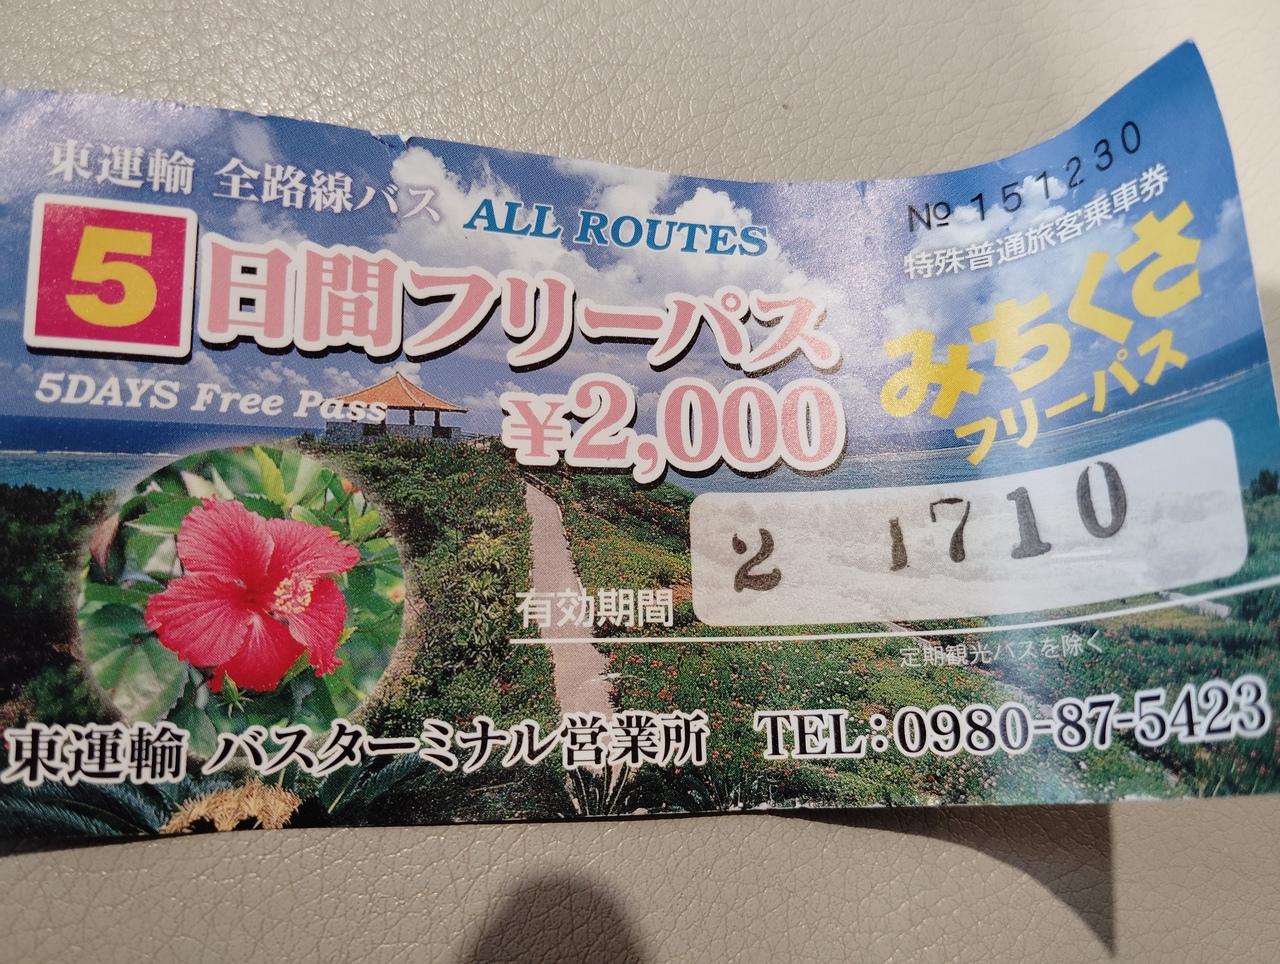 東運輸 全路線バス ALL ROUTES
5日間フリーパス
5DAYS Free Pass
¥2,000
№ 151230
特殊普通旅客乗車券
みちくさ
フリーパス
有効期間 2 1710
定期観光バスを除く
東運輸 バスターミナル営業所 TEL:0980-87-5423